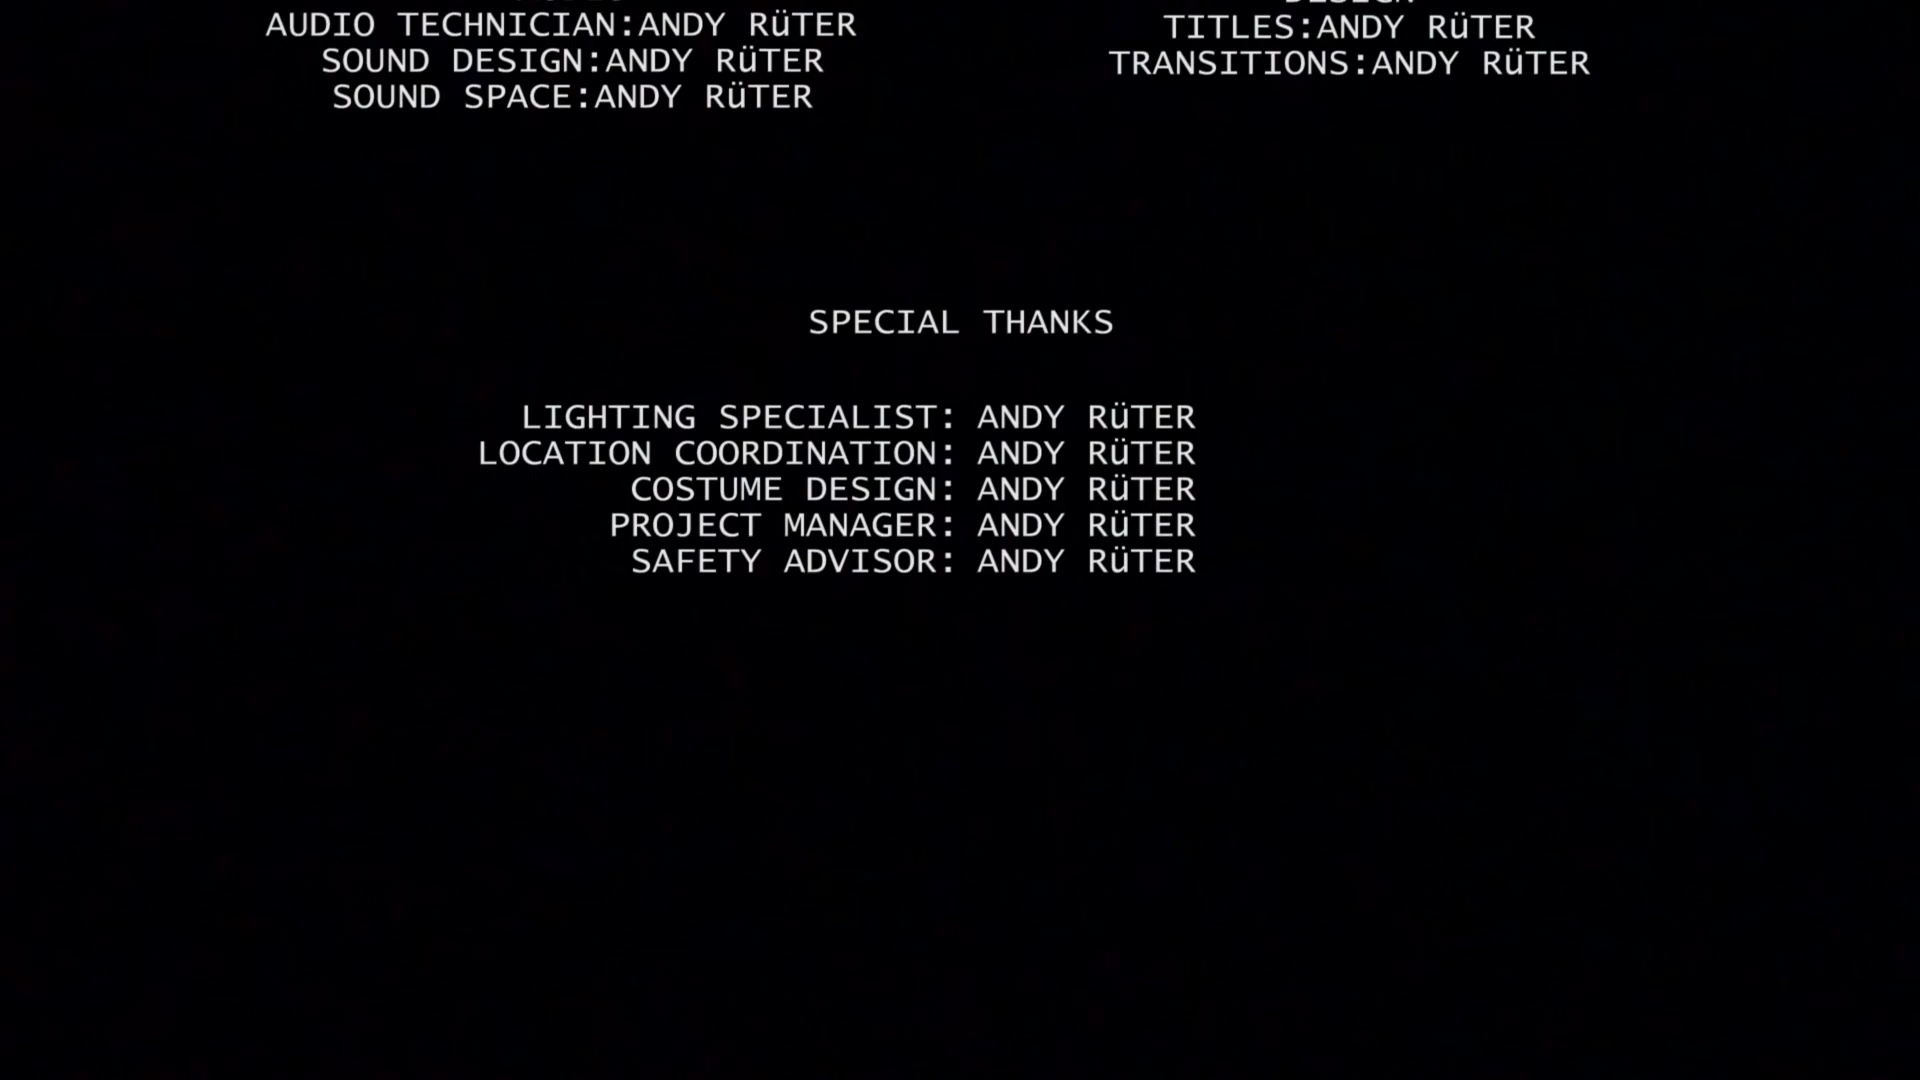 AUDIO TECHNICIAN:ANDY RüTER
SOUND DESIGN:ANDY RüTER
SOUND SPACE:ANDY RüTER
TITLES:ANDY RüTER
TRANSITIONS:ANDY RüTER
SPECIAL THANKS
LIGHTING SPECIALIST: ANDY RüTER
LOCATION COORDINATION: ANDY RüTER
COSTUME DESIGN: ANDY RüTER
PROJECT MANAGER: ANDY RüTER
SAFETY ADVISOR: ANDY RüTER